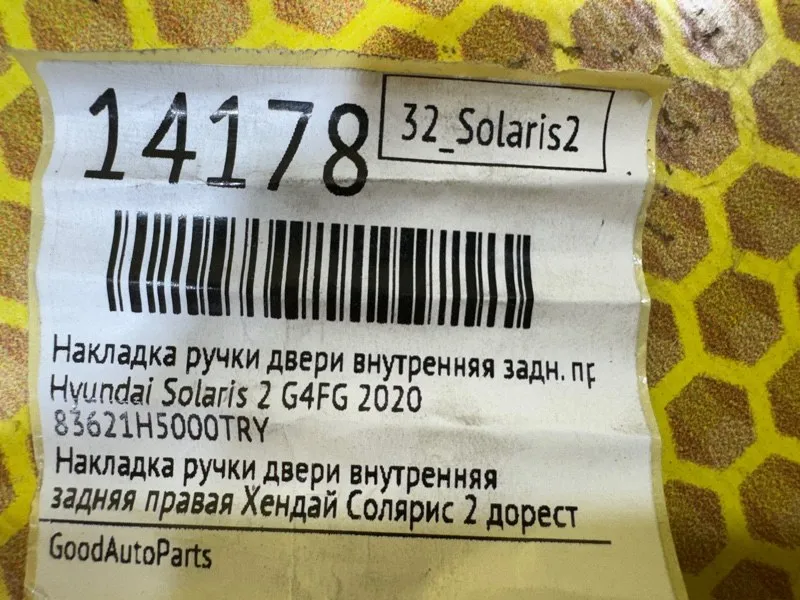 14178
32_Solaris2
Накладка ручки двери внутренняя задн. пр
Hyundai Solaris 2 G4FG 2020
83621H5000TRY
Накладка ручки двери внутренняя
задняя правая Хендай Солярис 2 дорест
GoodAutoParts